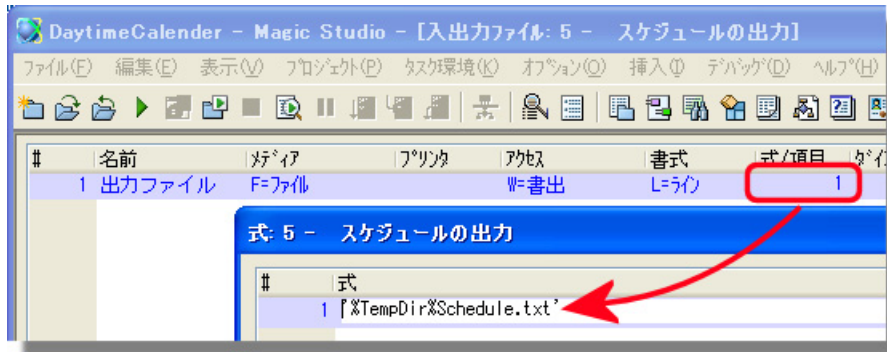 DaytimeCalender - Magic Studio - [入出力ファイル: 5 - スケジュールの出力]
ファイル(F) 編集(E) 表示(V) プロジェクト(P) タスク環境(K) オプション(O) 挿入(I) デバッグ(D) ヘルプ(H)
# 名前 メディア プリンタ アクセス 書式 式/項目
1 出力ファイル F=ファイル W=書出 L=ライン 1
式: 5 - スケジュールの出力
# 式
1 '%TempDir%Schedule.txt'